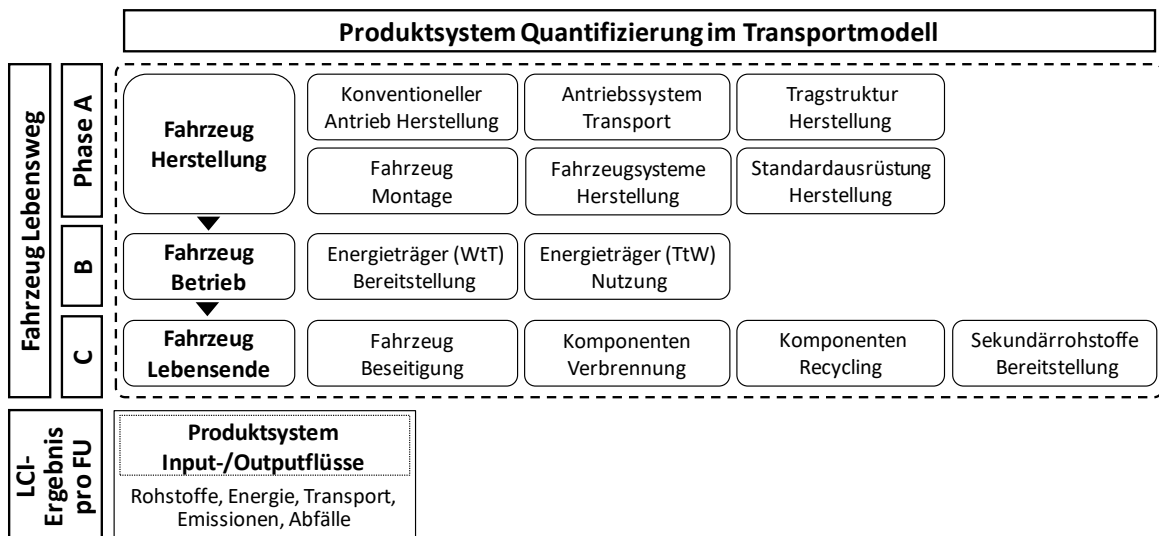 Produktsystem Quantifizierung im Transportmodell
Fahrzeug Lebensweg
Phase A
Fahrzeug
Herstellung
Konventioneller
Antrieb Herstellung
Antriebssystem
Transport
Tragstruktur
Herstellung
Fahrzeug
Montage
Fahrzeugsysteme
Herstellung
Standardausrüstung
Herstellung
B
Fahrzeug
Betrieb
Energieträger (WtT)
Bereitstellung
Energieträger (TtW)
Nutzung
C
Fahrzeug
Lebensende
Fahrzeug
Beseitigung
Komponenten
Verbrennung
Komponenten
Recycling
Sekundärrohstoffe
Bereitstellung
LCI-
Ergebnis
pro FU
Produktsystem
Input-/Outputflüsse
Rohstoffe, Energie, Transport,
Emissionen, Abfälle